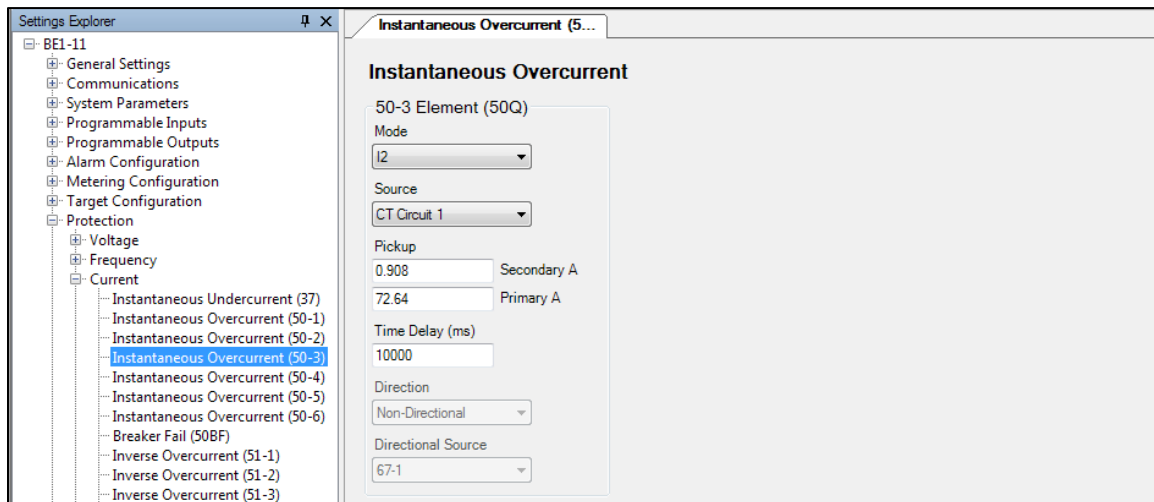 Settings Explorer
BE1-11
General Settings
Communications
System Parameters
Programmable Inputs
Programmable Outputs
Alarm Configuration
Metering Configuration
Target Configuration
Protection
Voltage
Frequency
Current
Instantaneous Undercurrent (37)
Instantaneous Overcurrent (50-1)
Instantaneous Overcurrent (50-2)
Instantaneous Overcurrent (50-3)
Instantaneous Overcurrent (50-4)
Instantaneous Overcurrent (50-5)
Instantaneous Overcurrent (50-6)
Breaker Fail (50BF)
Inverse Overcurrent (51-1)
Inverse Overcurrent (51-2)
Inverse Overcurrent (51-3)
Instantaneous Overcurrent (5...
Instantaneous Overcurrent
50-3 Element (50Q)
Mode
I2
Source
CT Circuit 1
Pickup
0.908 Secondary A
72.64 Primary A
Time Delay (ms)
10000
Direction
Non-Directional
Directional Source
67-1